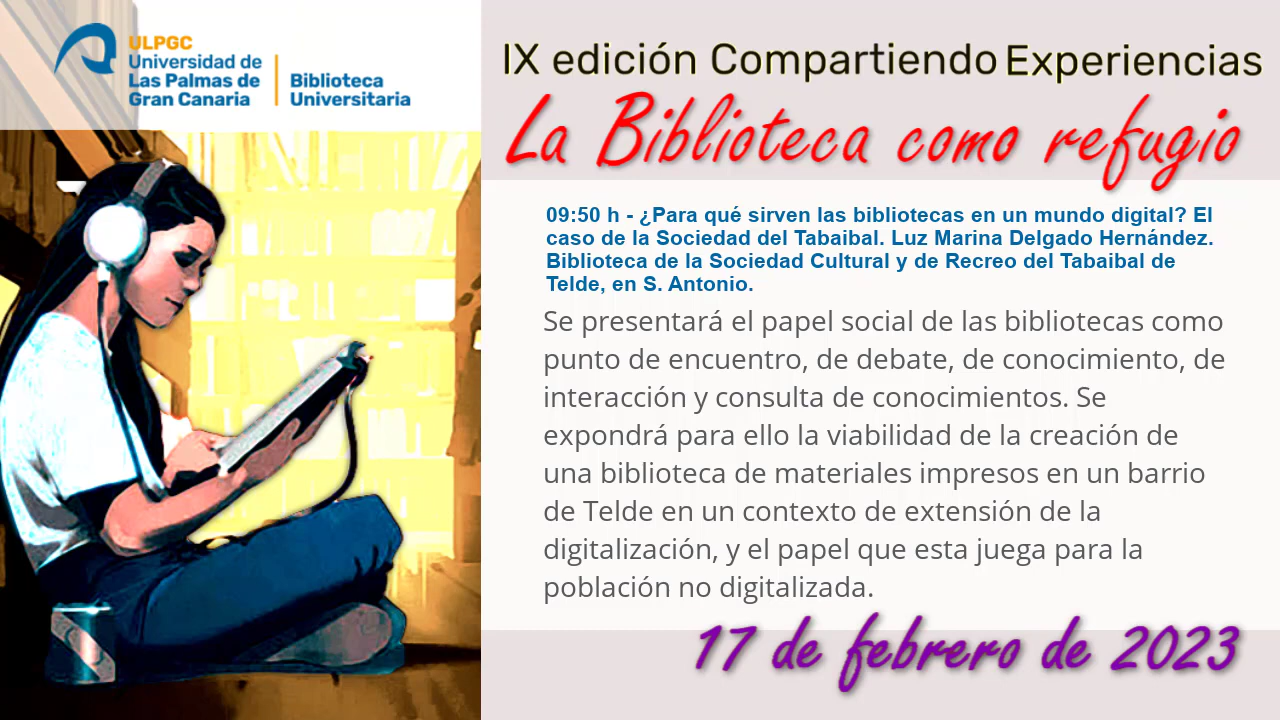 ULPGC
Universidad de
Las Palmas de
Gran Canaria
Biblioteca
Universitaria
IX edición Compartiendo Experiencias
La Biblioteca como refugio
09:50 h - ¿Para qué sirven las bibliotecas en un mundo digital? El
caso de la Sociedad del Tabaibal. Luz Marina Delgado Hernández.
Biblioteca de la Sociedad Cultural y de Recreo del Tabaibal de
Telde, en S. Antonio.
Se presentará el papel social de las bibliotecas como
punto de encuentro, de debate, de conocimiento, de
interacción y consulta de conocimientos. Se
expondrá para ello la viabilidad de la creación de
una biblioteca de materiales impresos en un barrio
de Telde en un contexto de extensión de la
digitalización, y el papel que esta juega para la
población no digitalizada.
17 de febrero de 2023